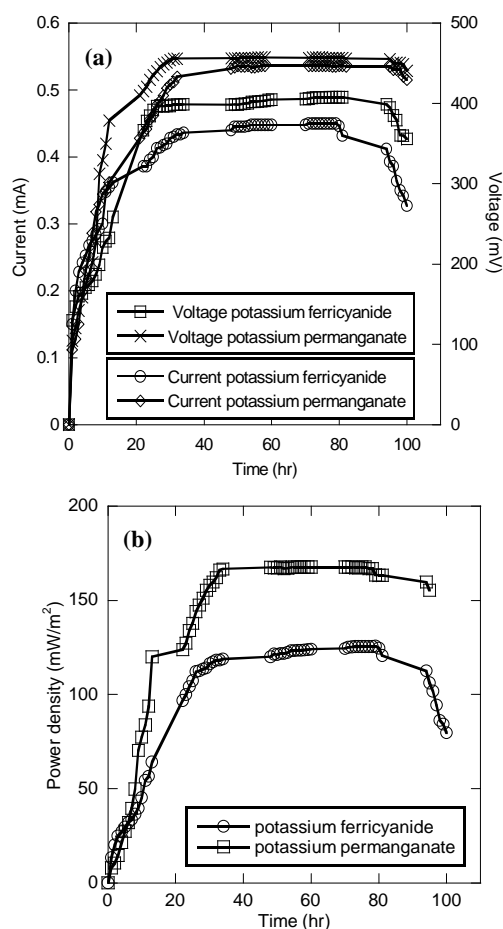 (a)
0.6
0.5
0.4
0.3
0.2
0.1
0
500
400
300
200
100
0
Current (mA)
Voltage (mV)
Voltage potassium ferricyanide
Voltage potassium permanganate
Current potassium ferricyanide
Current potassium permanganate
0 20 40 60 80 100
Time (hr)
(b)
200
150
100
50
0
Power density (mW/m²)
potassium ferricyanide
potassium permanganate
0 20 40 60 80 100
Time (hr)